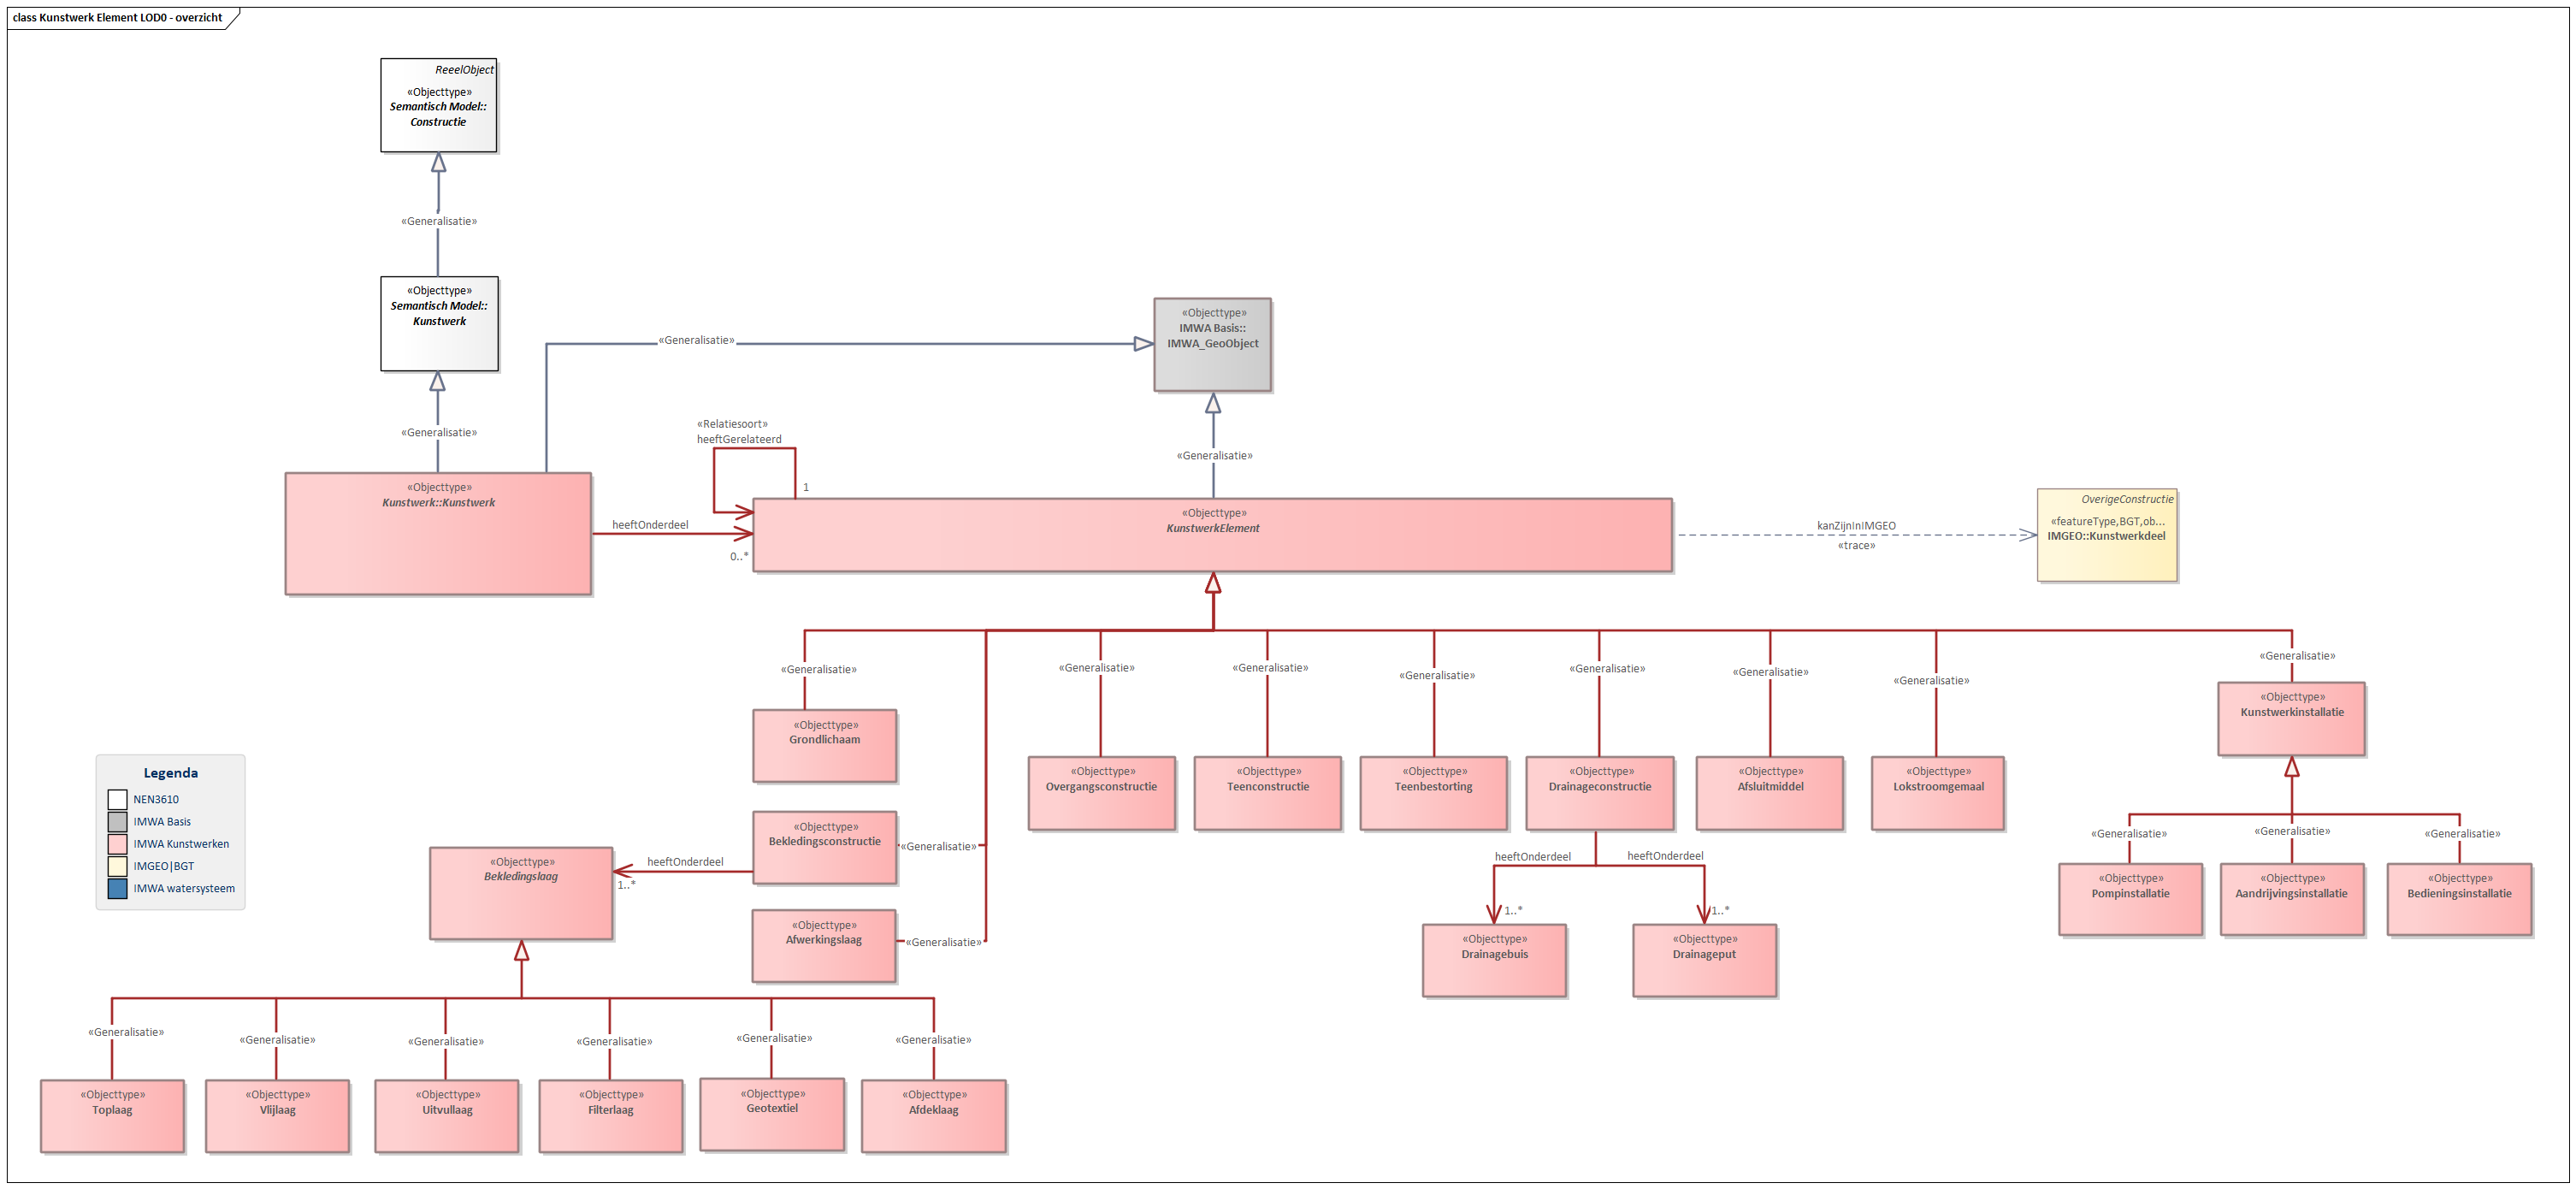 class Kunstwerk Element LOD0 - overzicht
ReeelObject
«Objecttype»
Semantisch Model::
Constructie
«Generalisatie»
«Objecttype»
Semantisch Model::
Kunstwerk
«Generalisatie»
«Generalisatie»
«Objecttype»
IMWA Basis::
IMWA_GeoObject
«Generalisatie»
«Relatiesoort»
heeftGerelateerd
1
«Objecttype»
Kunstwerk::Kunstwerk
heeftOnderdeel
0..*
«Objecttype»
KunstwerkElement
kanZijnInIMGEO
«trace»
OverigeConstructie
«featureType,BGT,ob...
IMGEO::Kunstwerkdeel
«Generalisatie»
«Generalisatie»
«Generalisatie»
«Generalisatie»
«Generalisatie»
«Generalisatie»
«Generalisatie»
«Generalisatie»
«Objecttype»
Kunstwerkinstallatie
«Objecttype»
Grondlichaam
«Objecttype»
Overgangsconstructie
«Objecttype»
Teenconstructie
«Objecttype»
Teenbestorting
«Objecttype»
Drainageconstructie
«Objecttype»
Afsluitmiddel
«Objecttype»
Lokstroomgemaal
Legenda
NEN3610
IMWA Basis
IMWA Kunstwerken
IMGEO|BGT
IMWA watersysteem
«Objecttype»
Bekledingsconstructie
«Generalisatie»
heeftOnderdeel
1..*
«Objecttype»
Bekledingslaag
«Objecttype»
Afwerkingslaag
«Generalisatie»
heeftOnderdeel
heeftOnderdeel
1..*
1..*
«Objecttype»
Drainagebuis
«Objecttype»
Drainageput
«Generalisatie»
«Generalisatie»
«Generalisatie»
«Objecttype»
Pompinstallatie
«Objecttype»
Aandrijvingsinstallatie
«Objecttype»
Bedieningsinstallatie
«Generalisatie»
«Generalisatie»
«Generalisatie»
«Generalisatie»
«Generalisatie»
«Generalisatie»
«Objecttype»
Toplaag
«Objecttype»
Vlijlaag
«Objecttype»
Uitvullaag
«Objecttype»
Filterlaag
«Objecttype»
Geotextiel
«Objecttype»
Afdeklaag